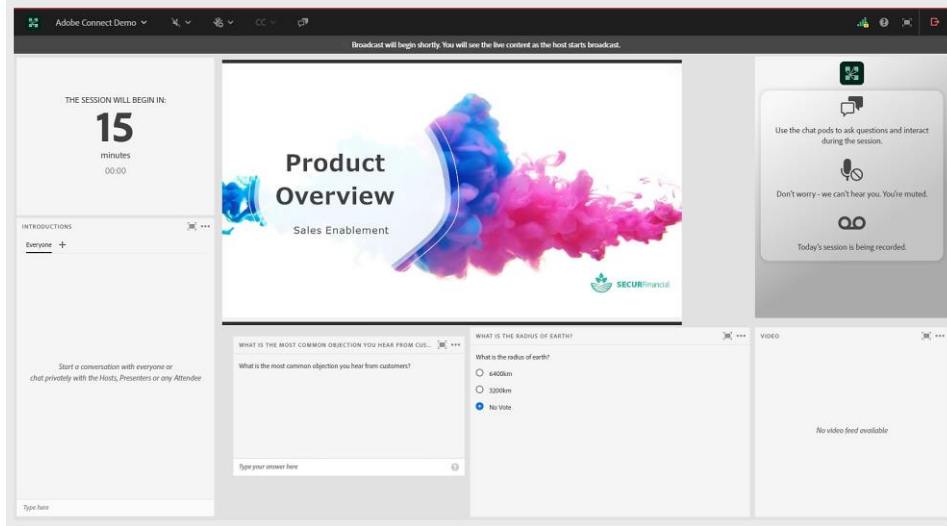 Adobe Connect Demo
CC
Broadcast will begin shortly. You will see the live content as the host starts broadcast.
THE SESSION WILL BEGIN IN:
15
minutes
00:00
INTRODUCTIONS
Everyone
Start a conversation with everyone or
chat privately with the Hosts, Presenters or any Attendee
Type here
Product
Overview
Sales Enablement
SECURFinancial
Use the chat pods to ask questions and interact
during the session.
Don't worry - we can't hear you. You're muted.
Today's session is being recorded.
WHAT IS THE MOST COMMON OBJECTION YOU HEAR FROM CUS...
What is the most common objection you hear from customers?
Type your answer here
WHAT IS THE RADIUS OF EARTH?
What is the radius of earth?
6400km
3200km
No Vote
VIDEO
No video feed available